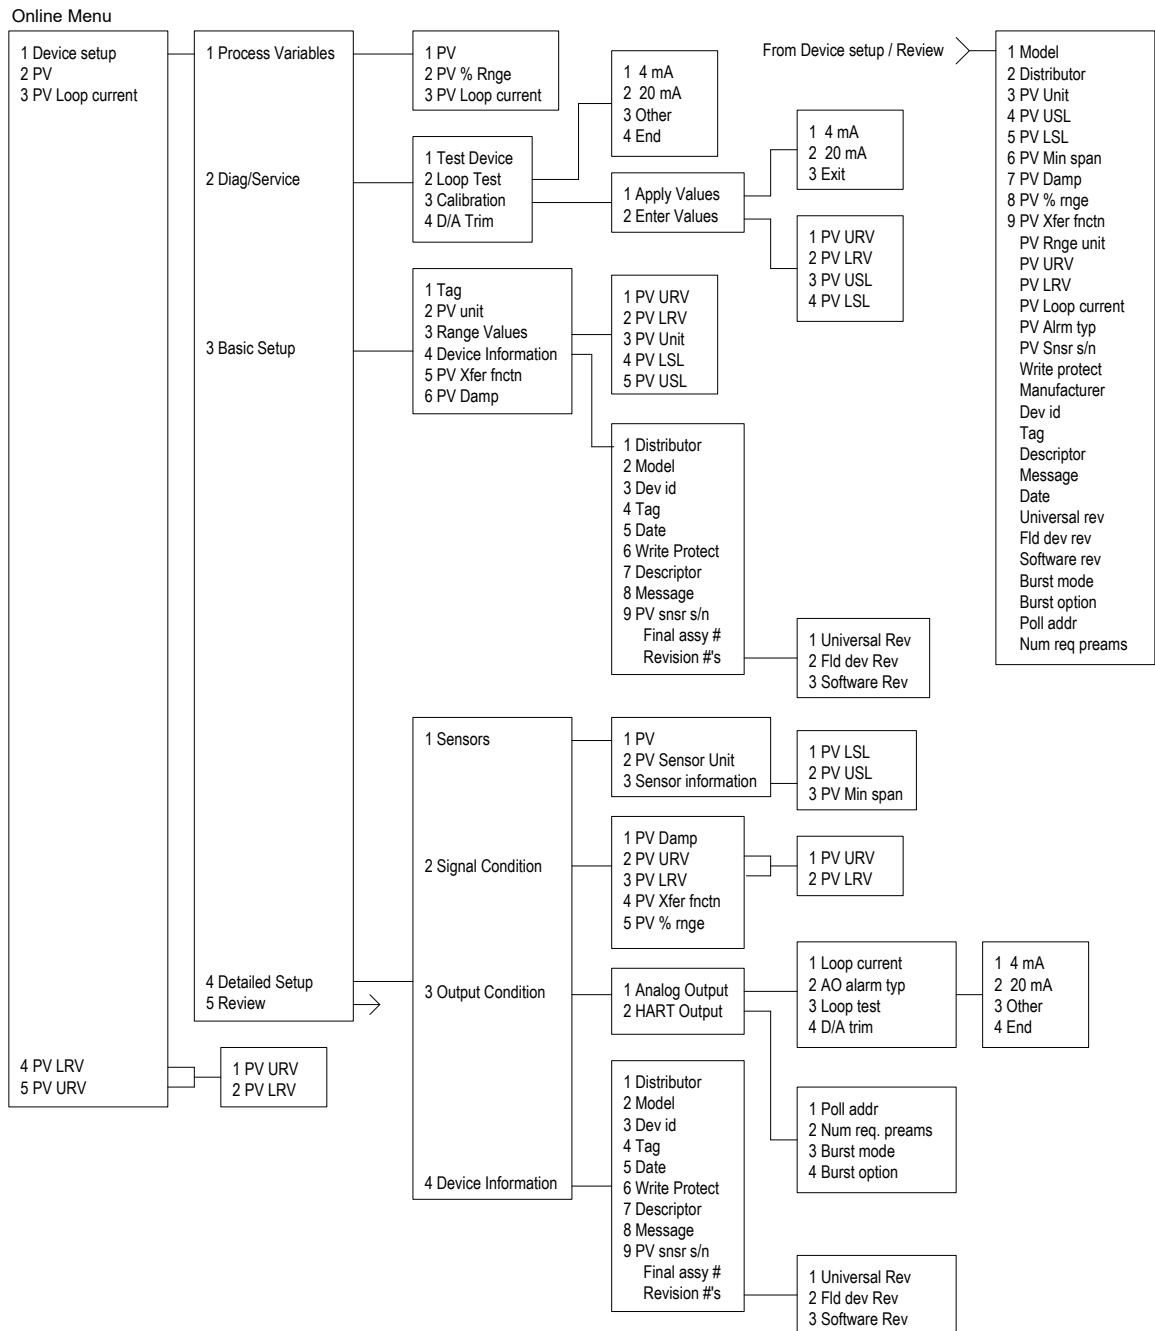 Online Menu
1 Device setup
2 PV
3 PV Loop current
4 PV LRV
5 PV URV
1 PV URV
2 PV LRV
1 Process Variables
2 Diag/Service
3 Basic Setup
4 Detailed Setup
5 Review
1 PV
2 PV % Rnge
3 PV Loop current
1 Test Device
2 Loop Test
3 Calibration
4 D/A Trim
1 4 mA
2 20 mA
3 Other
4 End
1 Apply Values
2 Enter Values
1 4 mA
2 20 mA
3 Exit
1 PV URV
2 PV LRV
3 PV USL
4 PV LSL
1 Tag
2 PV unit
3 Range Values
4 Device Information
5 PV Xfer fnctn
6 PV Damp
1 PV URV
2 PV LRV
3 PV Unit
4 PV LSL
5 PV USL
1 Distributor
2 Model
3 Dev id
4 Tag
5 Date
6 Write Protect
7 Descriptor
8 Message
9 PV snsr s/n
Final assy #
Revision #'s
1 Universal Rev
2 Fld dev Rev
3 Software Rev
1 Sensors
2 Signal Condition
3 Output Condition
4 Device Information
1 PV
2 PV Sensor Unit
3 Sensor information
1 PV LSL
2 PV USL
3 PV Min span
1 PV Damp
2 PV URV
3 PV LRV
4 PV Xfer fnctn
5 PV % rnge
1 PV URV
2 PV LRV
1 Analog Output
2 HART Output
1 Loop current
2 AO alarm typ
3 Loop test
4 D/A trim
1 4 mA
2 20 mA
3 Other
4 End
1 Poll addr
2 Num req. preams
3 Burst mode
4 Burst option
1 Distributor
2 Model
3 Dev id
4 Tag
5 Date
6 Write Protect
7 Descriptor
8 Message
9 PV snsr s/n
Final assy #
Revision #'s
1 Universal Rev
2 Fld dev Rev
3 Software Rev
From Device setup / Review
1 Model
2 Distributor
3 PV Unit
4 PV USL
5 PV LSL
6 PV Min span
7 PV Damp
8 PV % rnge
9 PV Xfer fnctn
PV Rnge unit
PV URV
PV LRV
PV Loop current
PV Alrm typ
PV Snsr s/n
Write protect
Manufacturer
Dev id
Tag
Descriptor
Message
Date
Universal rev
Fld dev rev
Software rev
Burst mode
Burst option
Poll addr
Num req preams